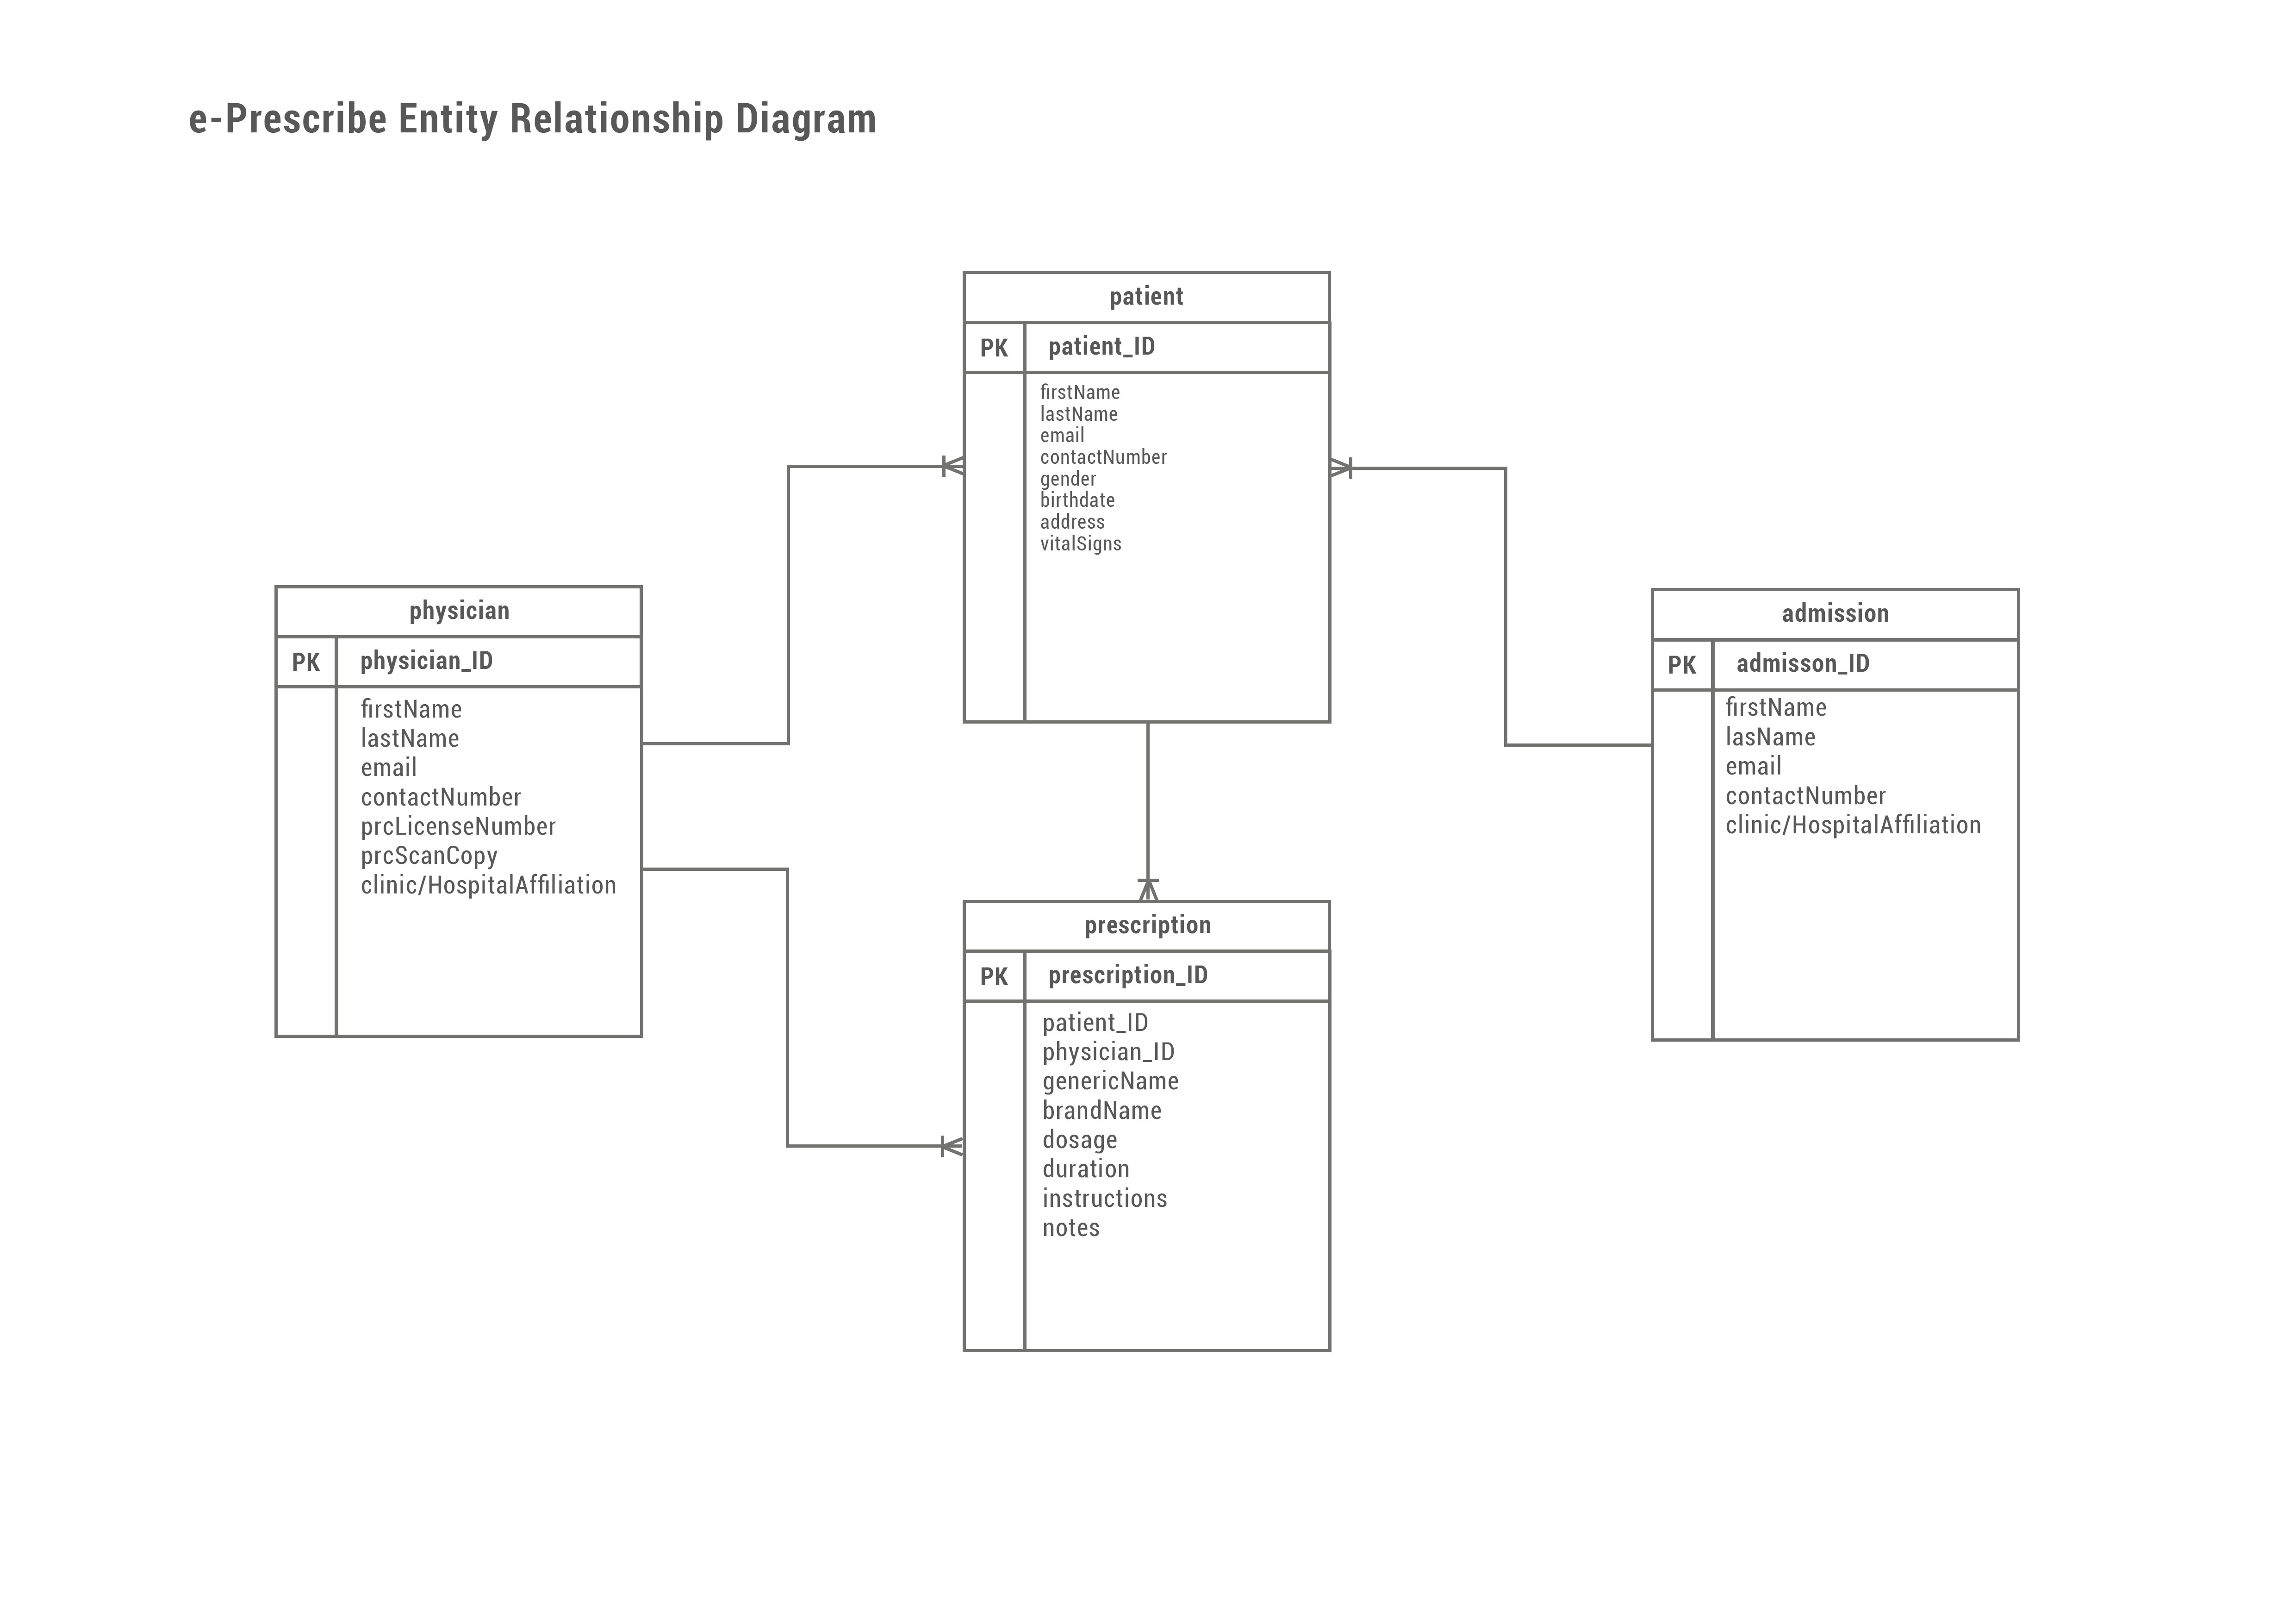 e-Prescribe Entity Relationship Diagram
patient
PK patient_ID
firstName
lastName
email
contactNumber
gender
birthdate
address
vitalSigns
physician
PK physician_ID
firstName
lastName
email
contactNumber
prcLicenseNumber
prcScanCopy
clinic/HospitalAffiliation
admission
PK admisson_ID
firstName
lasName
email
contactNumber
clinic/HospitalAffiliation
prescription
PK prescription_ID
patient_ID
physician_ID
genericName
brandName
dosage
duration
instructions
notes